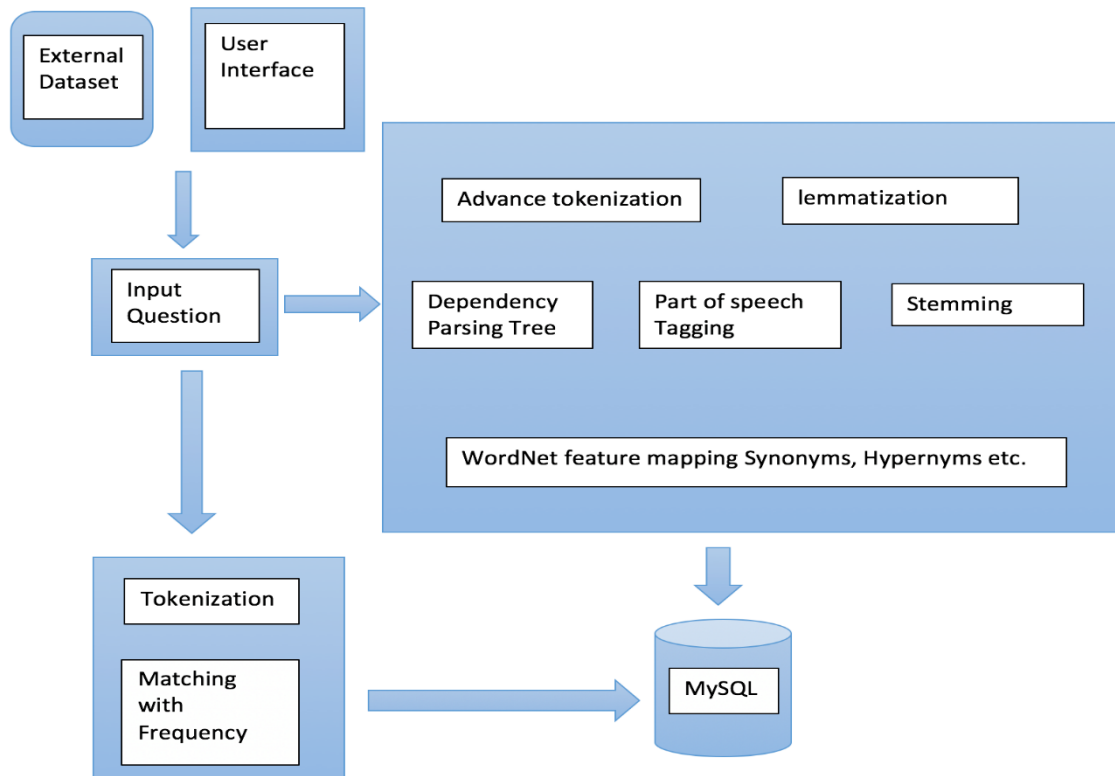 External
Dataset
User
Interface
Advance tokenization
lemmatization
Input
Question
Dependency
Parsing Tree
Part of speech
Tagging
Stemming
WordNet feature mapping Synonyms, Hypernyms etc.
Tokenization
Matching
with
Frequency
MySQL